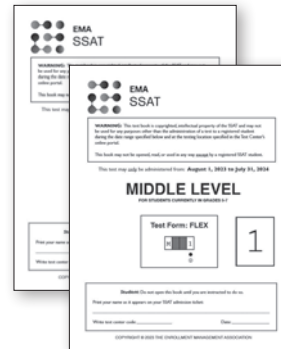 EMA
SSAT
WARNING:
This test may
EMA
SSAT
WARNING: The test book is copyrighted, intellectual property of the SSAT and may not
be used for any purposes other than the administration of a test to a registered student
during the date range specified below and at the testing location specified in the Test Center's
online portal.
The book may not be opened, read, or used in any way except by a registered SSAT student.
This test may only be administered from: August 1, 2023 to July 31, 2024
MIDDLE LEVEL
FOR STUDENTS CURRENTLY IN GRADES 5-7
Test Form: FLEX
1
Student: Do not open this book until you are instructed to do so.
Print your name as it appears on your SSAT admission ticket.
Write test center code:
Date:
COPYRIGHT © 2023 THE ENROLLMENT MANAGEMENT ASSOCIATION